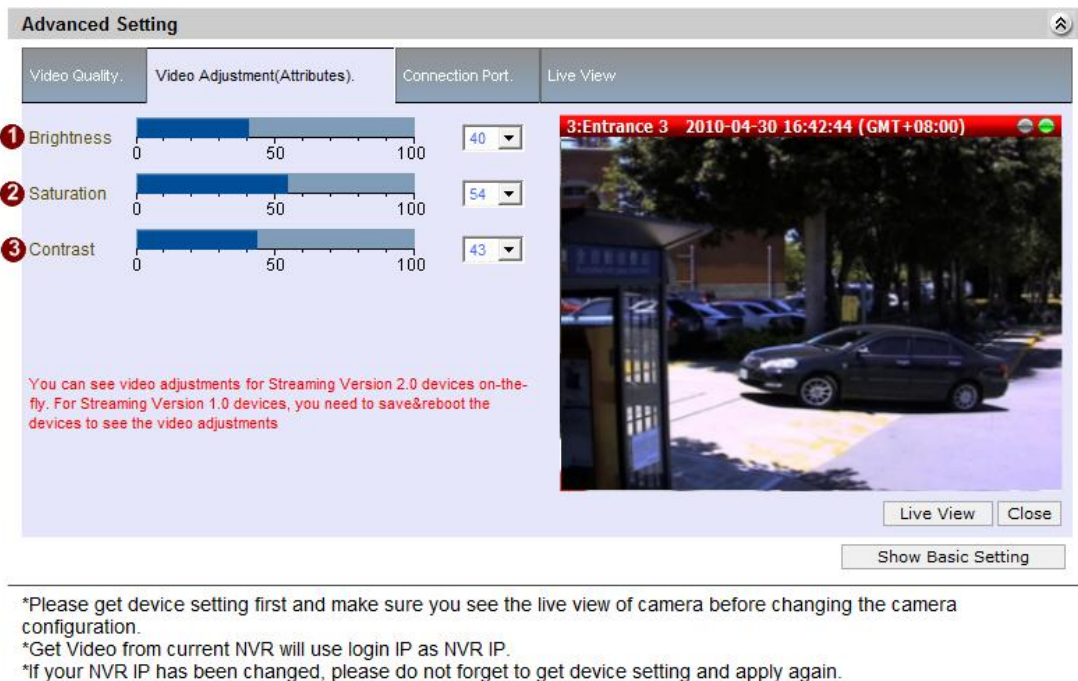 Advanced Setting
Video Quality. Video Adjustment(Attributes). Connection Port. Live View
1 Brightness 0 50 100 40
2 Saturation 0 50 100 54
3 Contrast 0 50 100 43
3:Entrance 3 2010-04-30 16:42:44 (GMT+08:00)
You can see video adjustments for Streaming Version 2.0 devices on-the-
fly. For Streaming Version 1.0 devices, you need to save&reboot the
devices to see the video adjustments
Live View Close
Show Basic Setting
*Please get device setting first and make sure you see the live view of camera before changing the camera
configuration.
*Get Video from current NVR will use login IP as NVR IP.
*If your NVR IP has been changed, please do not forget to get device setting and apply again.